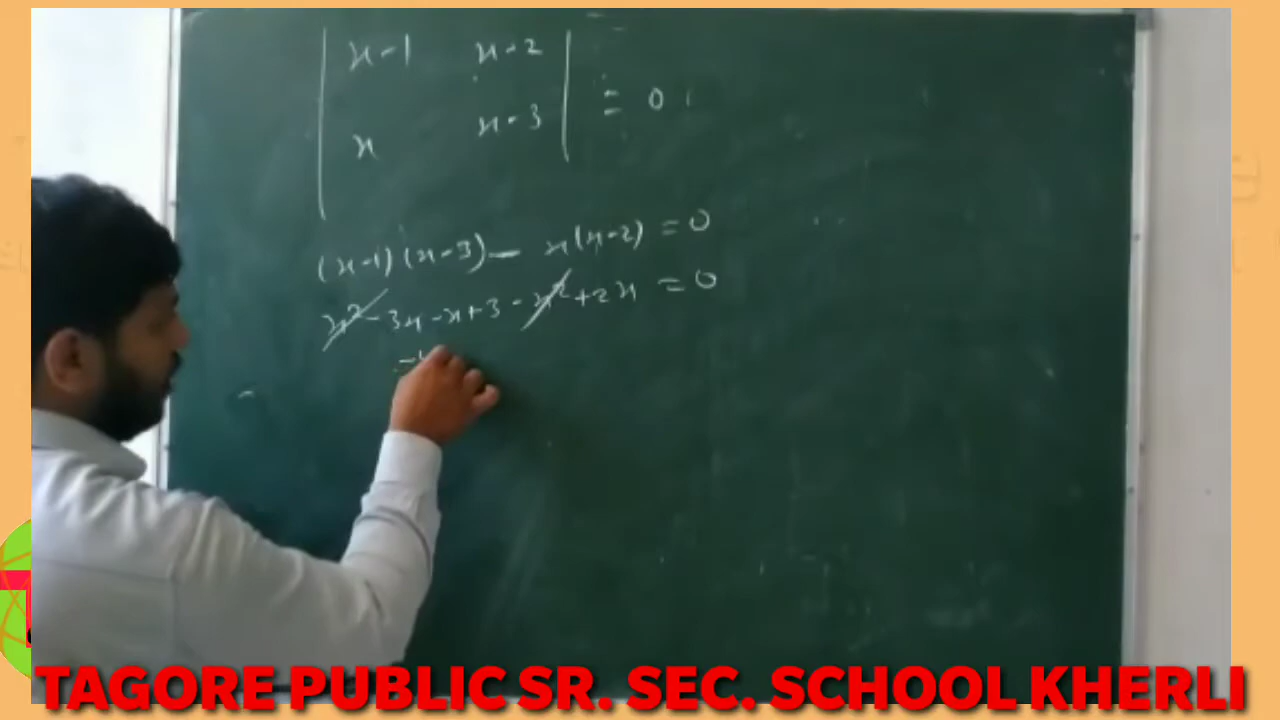 x-1 x-2
x x-3 = 0
(x-1)(x-3) - x(x-2) = 0
x² - 3x - x + 3 - x² + 2x = 0
-4
TAGORE PUBLIC SR. SEC. SCHOOL KHERLI